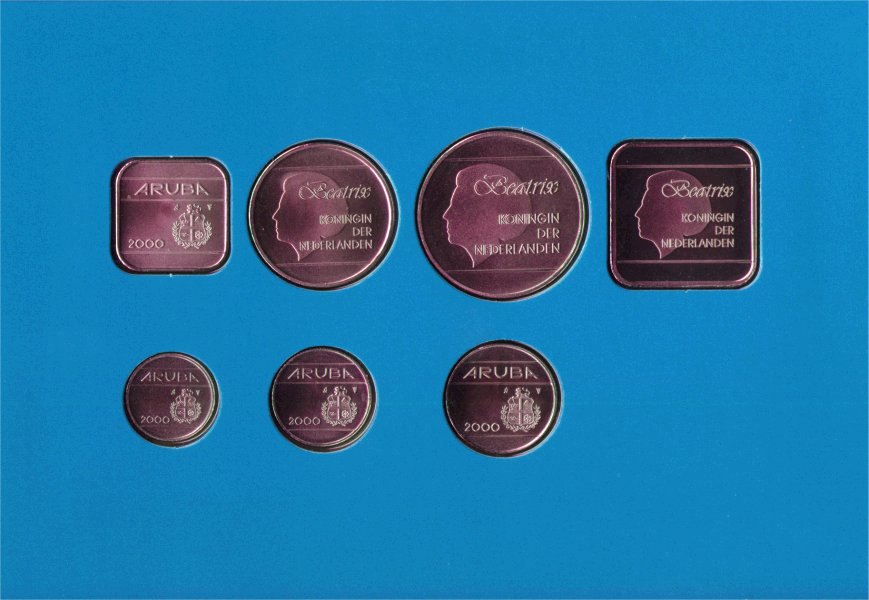 ARUBA
2000
Beatrix
KONINGIN
DER
NEDERLANDEN
Beatrix
KONINGIN
DER
NEDERLANDEN
Beatrix
KONINGIN
DER
NEDERLANDEN
ARUBA
2000
ARUBA
2000
ARUBA
2000